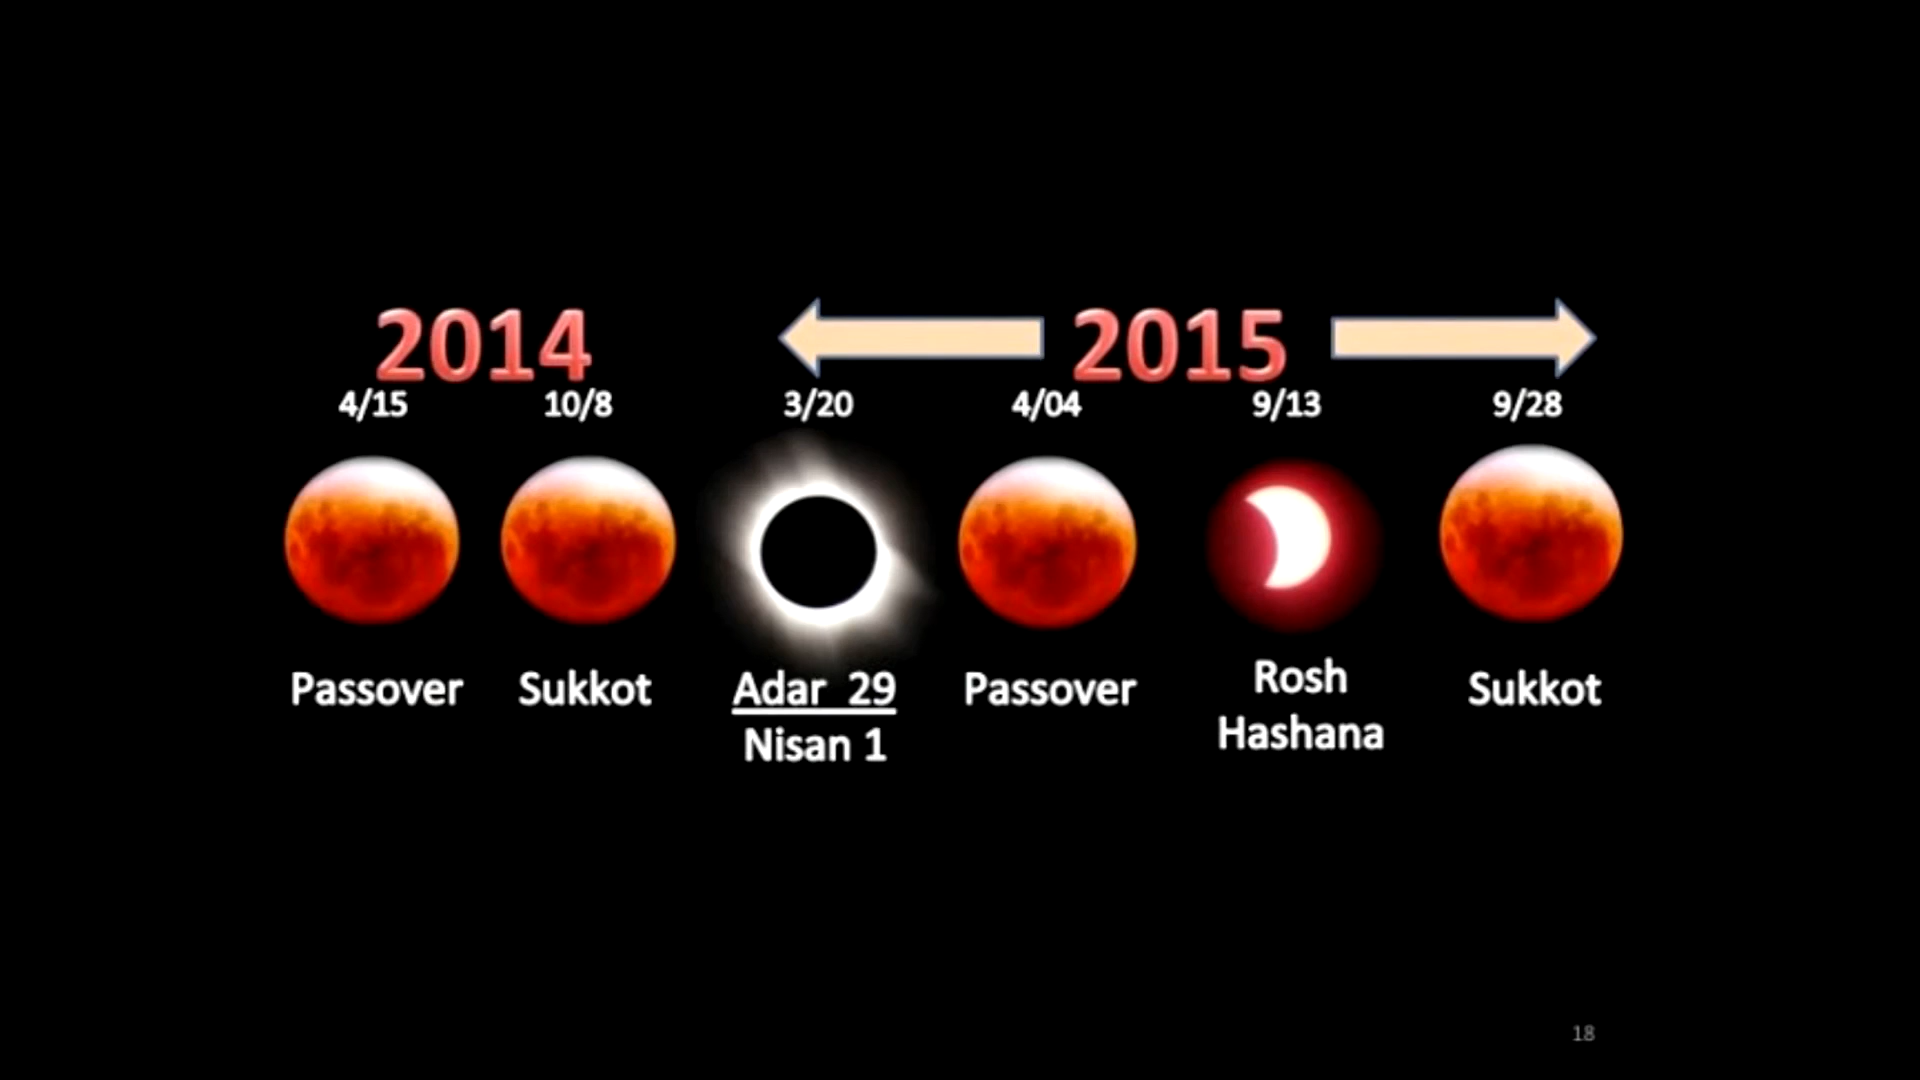 2014 2015
4/15 10/8 3/20 4/04 9/13 9/28
Passover Sukkot Adar 29 Passover Rosh Sukkot
Nisan 1 Hashana
18